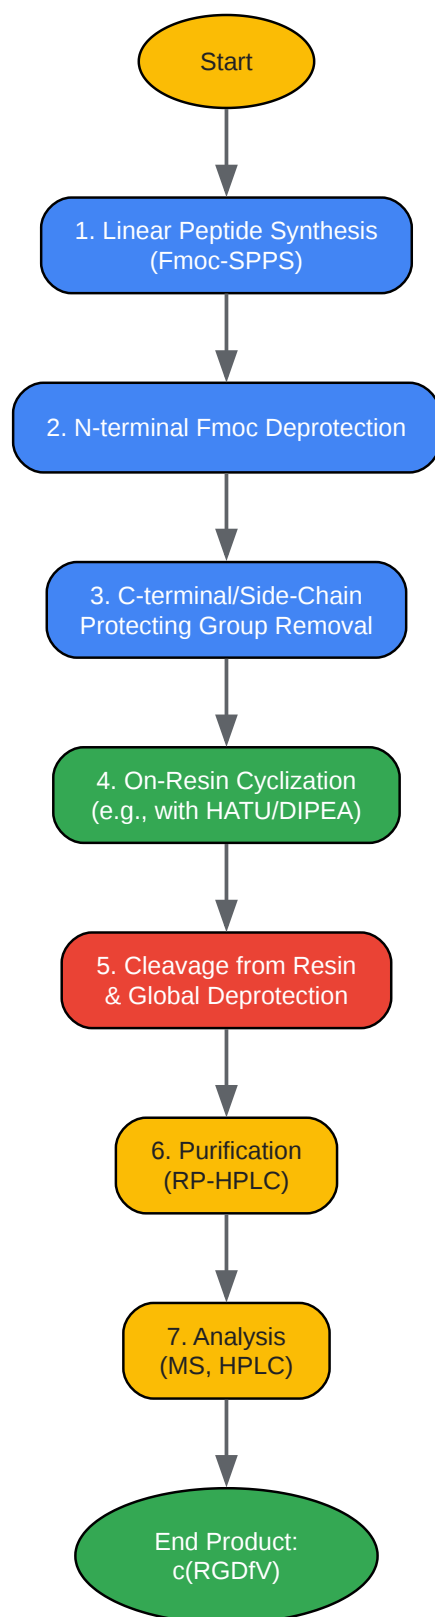 Start
1. Linear Peptide Synthesis
(Fmoc-SPPS)
2. N-terminal Fmoc Deprotection
3. C-terminal/Side-Chain
Protecting Group Removal
4. On-Resin Cyclization
(e.g., with HATU/DIPEA)
5. Cleavage from Resin
& Global Deprotection
6. Purification
(RP-HPLC)
7. Analysis
(MS, HPLC)
End Product:
c(RGDfV)